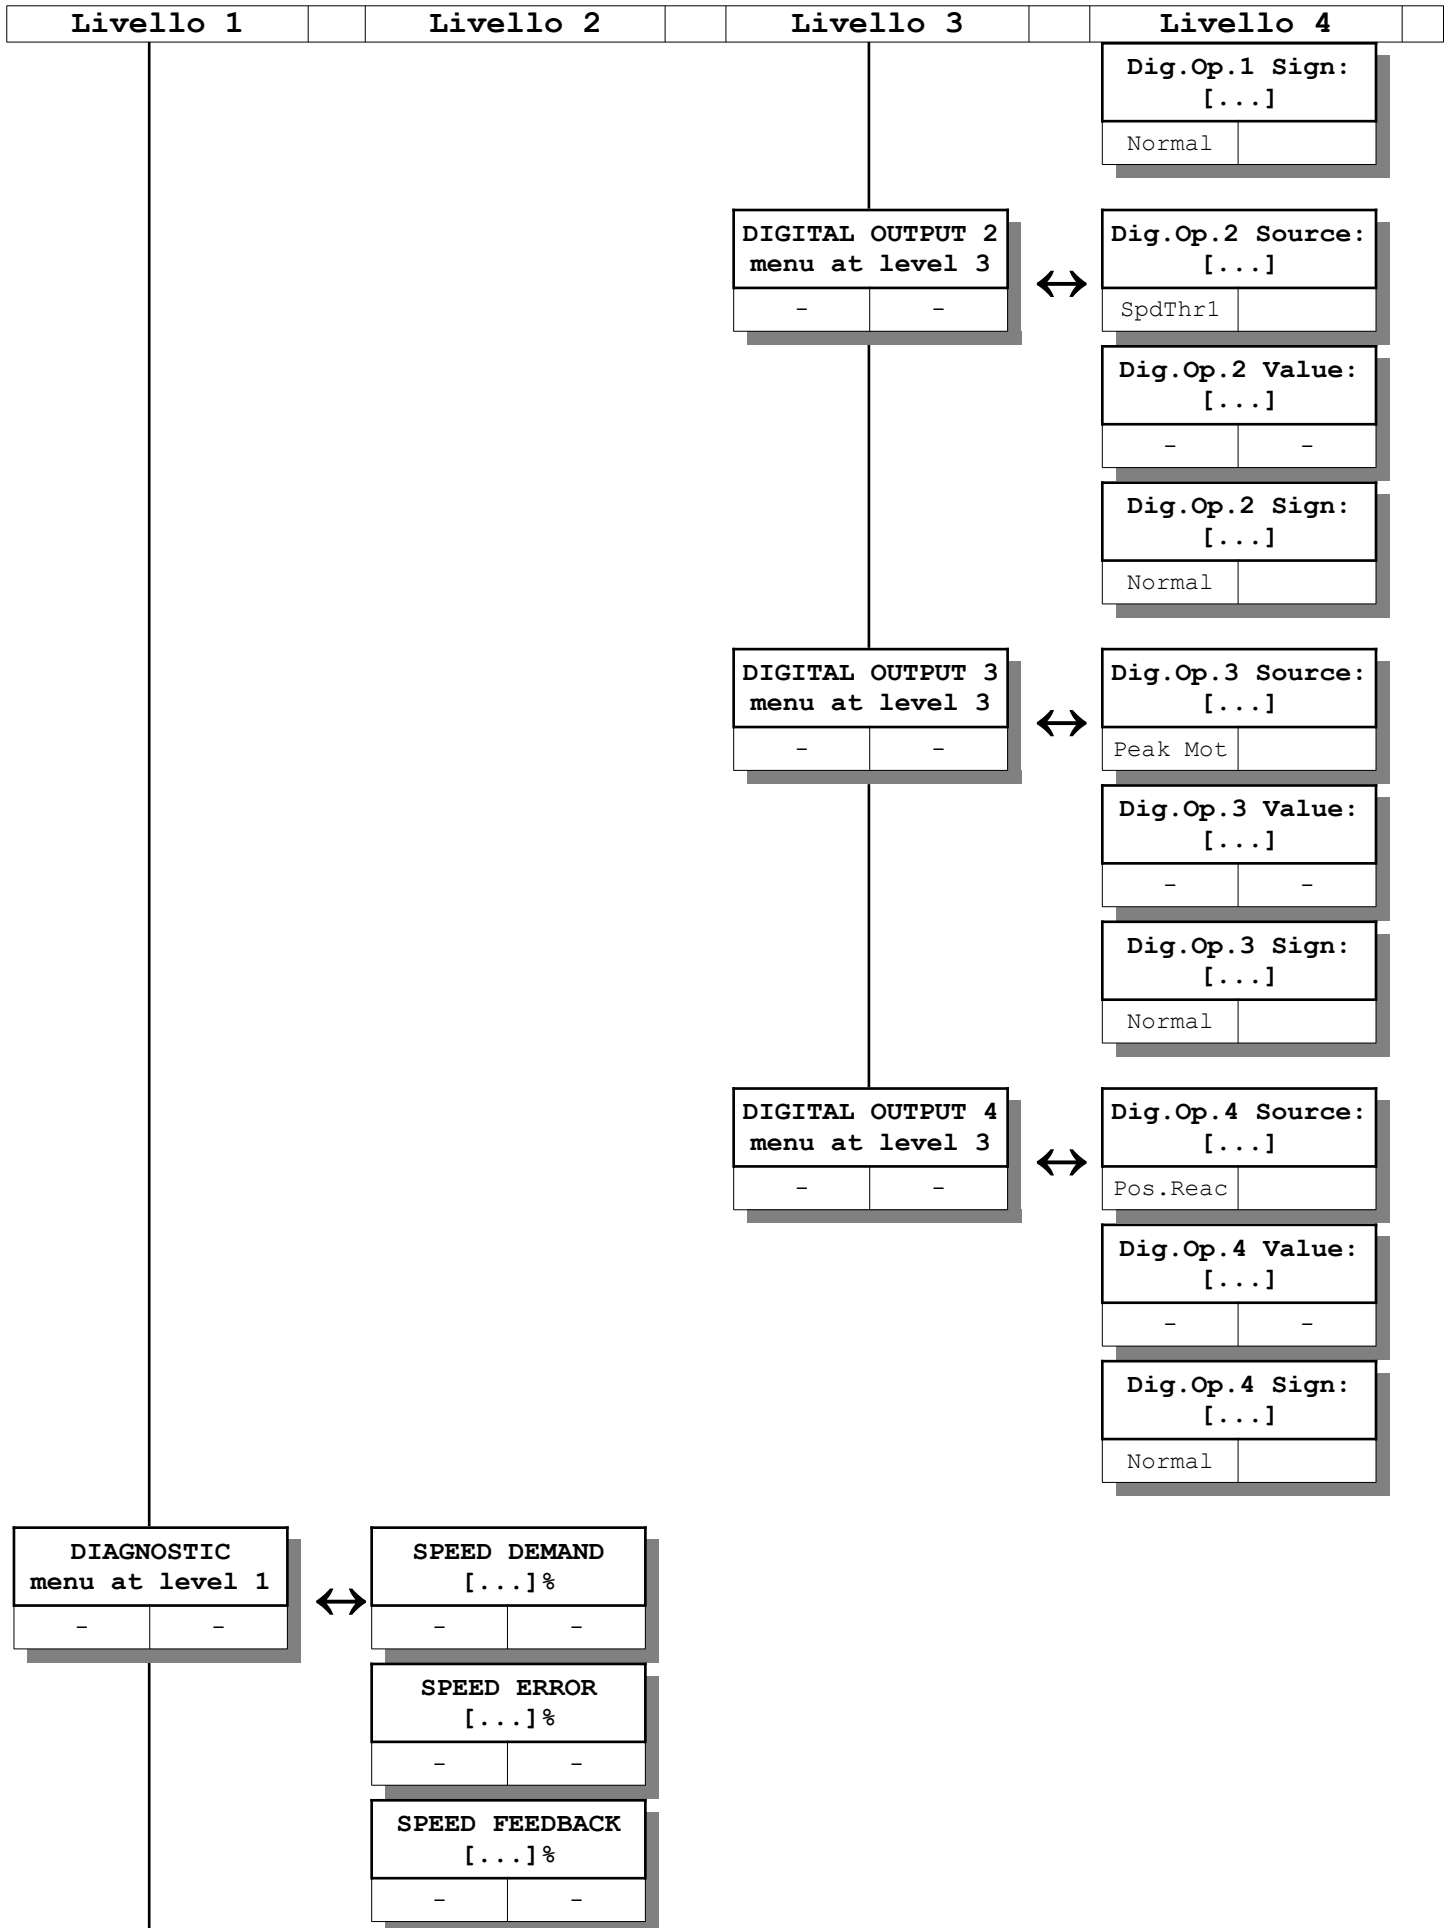 Livello 1 Livello 2 Livello 3 Livello 4
Dig.Op.1 Sign:
[...]
Normal
DIGITAL OUTPUT 2
menu at level 3
- -
Dig.Op.2 Source:
[...]
SpdThr1
Dig.Op.2 Value:
[...]
- -
Dig.Op.2 Sign:
[...]
Normal
DIGITAL OUTPUT 3
menu at level 3
- -
Dig.Op.3 Source:
[...]
Peak Mot
Dig.Op.3 Value:
[...]
- -
Dig.Op.3 Sign:
[...]
Normal
DIGITAL OUTPUT 4
menu at level 3
- -
Dig.Op.4 Source:
[...]
Pos.Reac
Dig.Op.4 Value:
[...]
- -
Dig.Op.4 Sign:
[...]
Normal
DIAGNOSTIC
menu at level 1
- -
SPEED DEMAND
[...]%
- -
SPEED ERROR
[...]%
- -
SPEED FEEDBACK
[...]%
- -